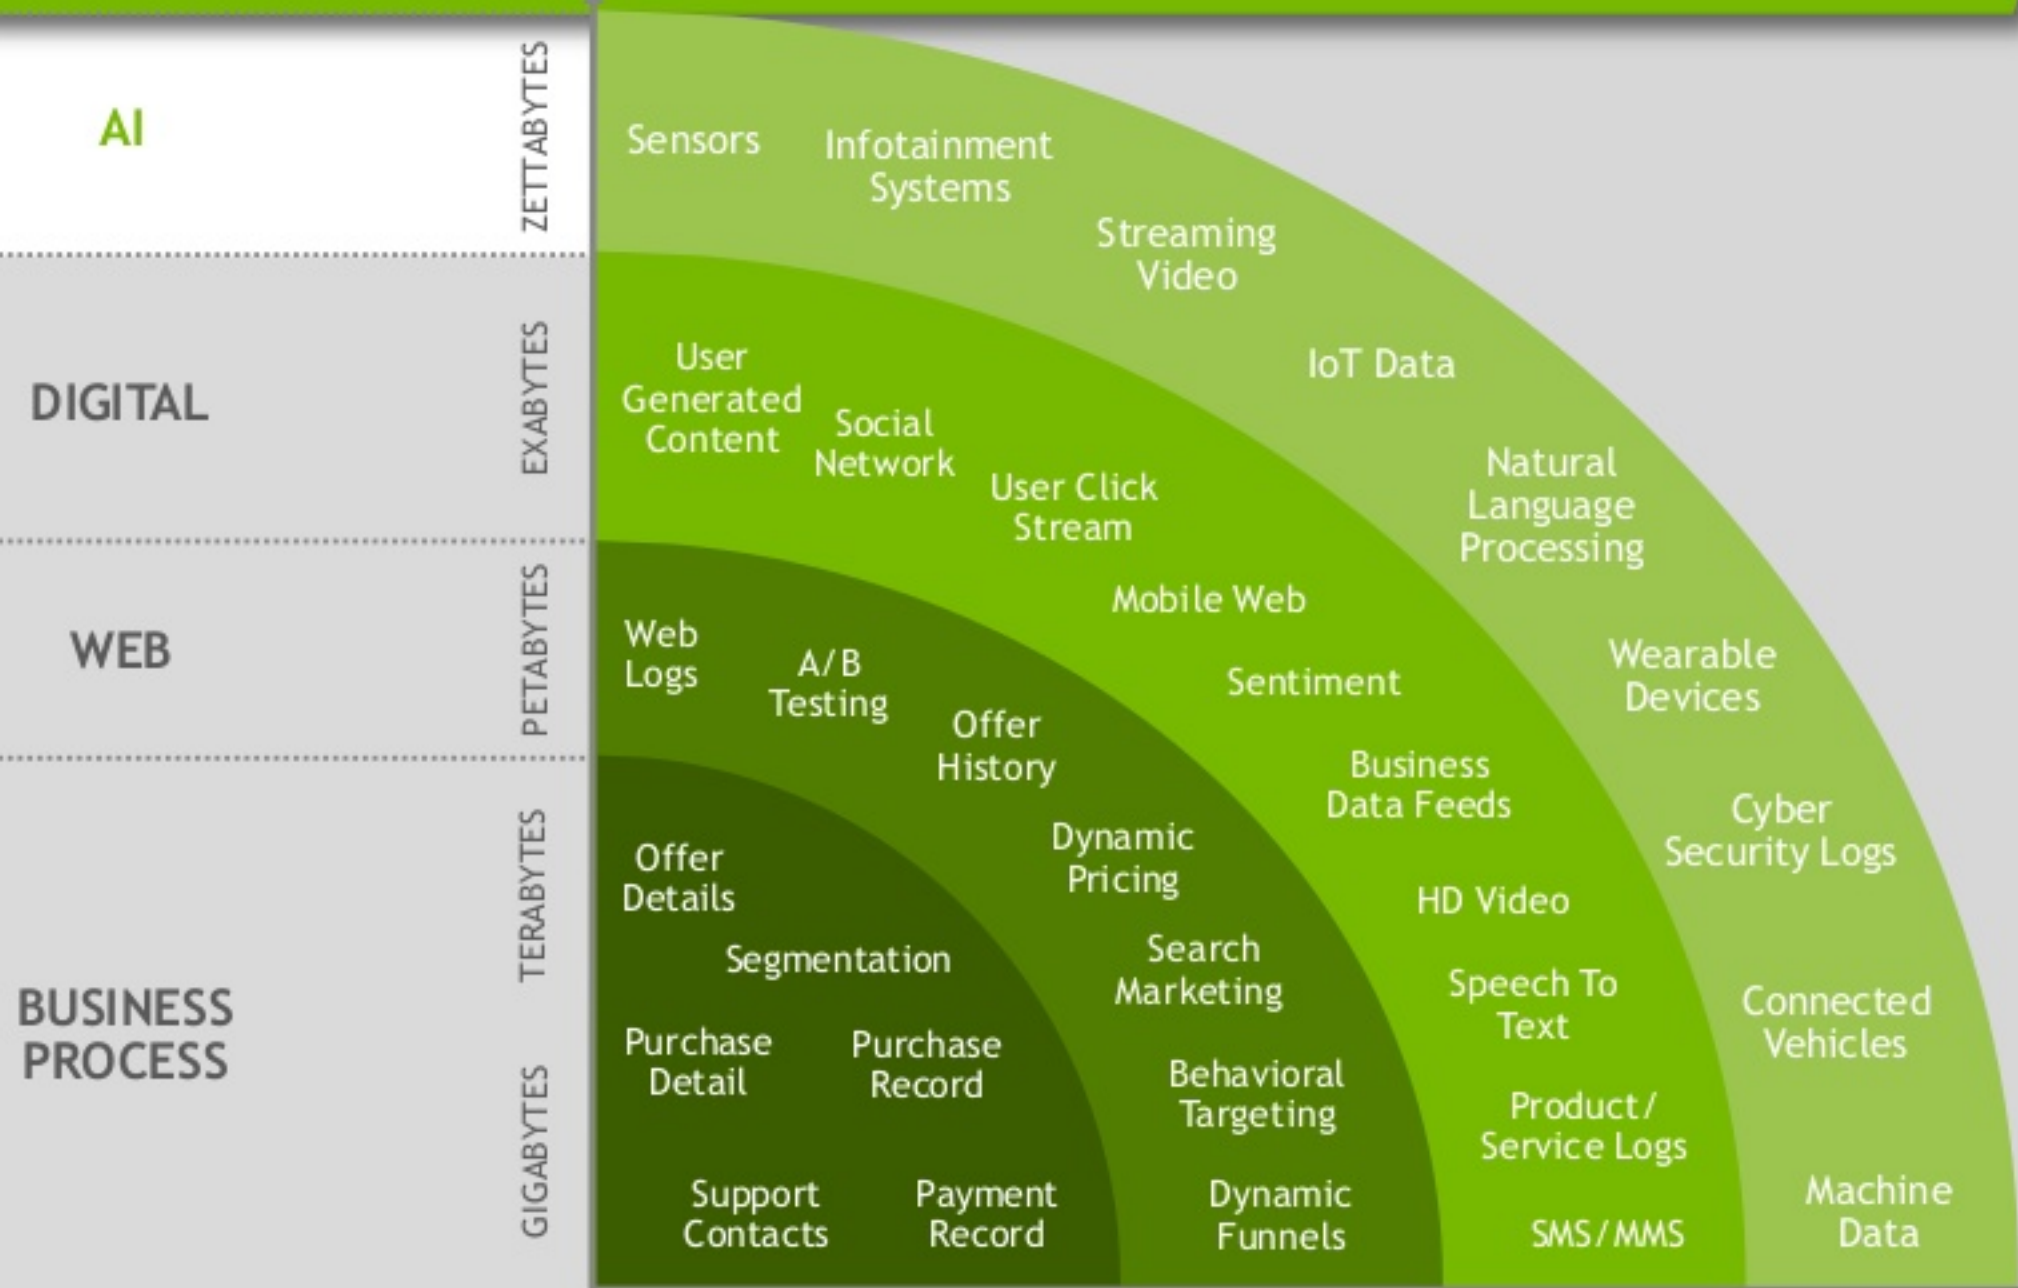 AI
ZETTABYTES
DIGITAL
EXABYTES
WEB
PETABYTES
BUSINESS
PROCESS
TERABYTES
GIGABYTES
Sensors
Infotainment
Systems
Streaming
Video
IoT Data
Natural
Language
Processing
Wearable
Devices
Cyber
Security Logs
Connected
Vehicles
Machine
Data
User
Generated
Content
Social
Network
User Click
Stream
Mobile Web
Sentiment
Business
Data Feeds
HD Video
Speech To
Text
Product/
Service Logs
SMS/MMS
Web
Logs
A/B
Testing
Offer
History
Dynamic
Pricing
Search
Marketing
Behavioral
Targeting
Dynamic
Funnels
Offer
Details
Segmentation
Purchase
Detail
Purchase
Record
Support
Contacts
Payment
Record